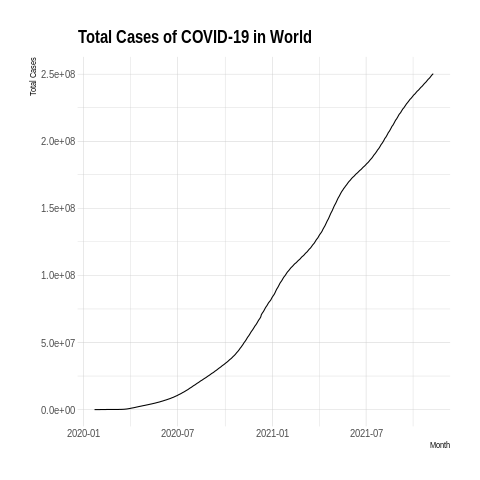 Total Cases of COVID-19 in World
Total Cases
2.5e+08
2.0e+08
1.5e+08
1.0e+08
5.0e+07
0.0e+00
2020-01 2020-07 2021-01 2021-07
Month